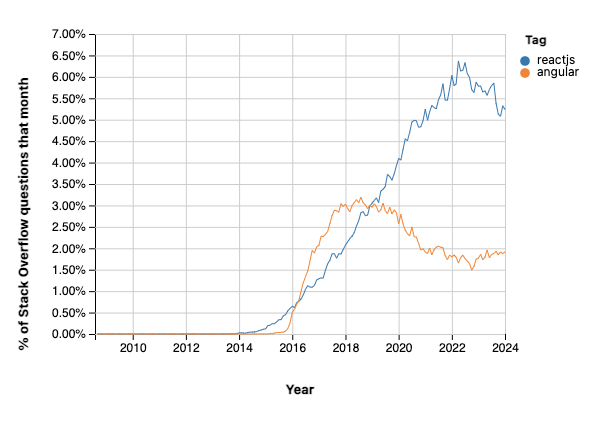 % of Stack Overflow questions that month
7.00%
6.50%
6.00%
5.50%
5.00%
4.50%
4.00%
3.50%
3.00%
2.50%
2.00%
1.50%
1.00%
0.50%
0.00%
2010 2012 2014 2016 2018 2020 2022 2024
Year
Tag
reactjs
angular